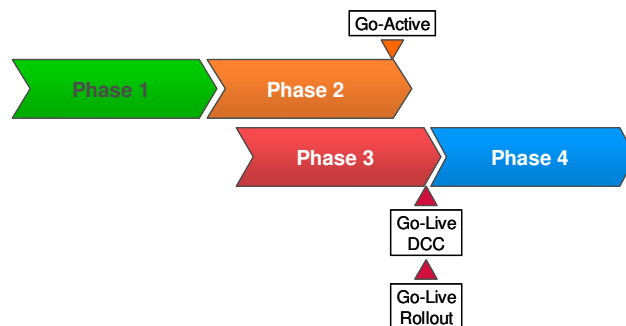 Go-Active
Phase 1
Phase 2
Phase 3
Phase 4
Go-Live
DCC
Go-Live
Rollout